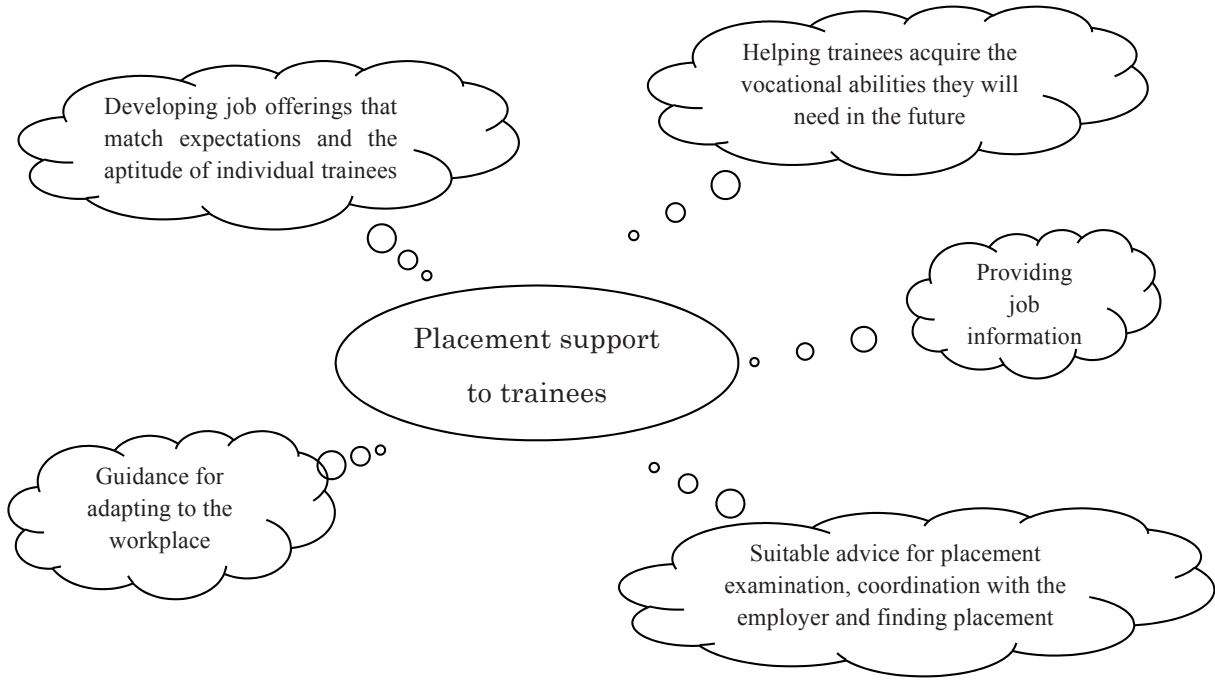 Helping trainees acquire the
vocational abilities they will
need in the future
Developing job offerings that
match expectations and the
aptitude of individual trainees
Providing
job
information
Placement support
to trainees
Guidance for
adapting to the
workplace
Suitable advice for placement
examination, coordination with the
employer and finding placement